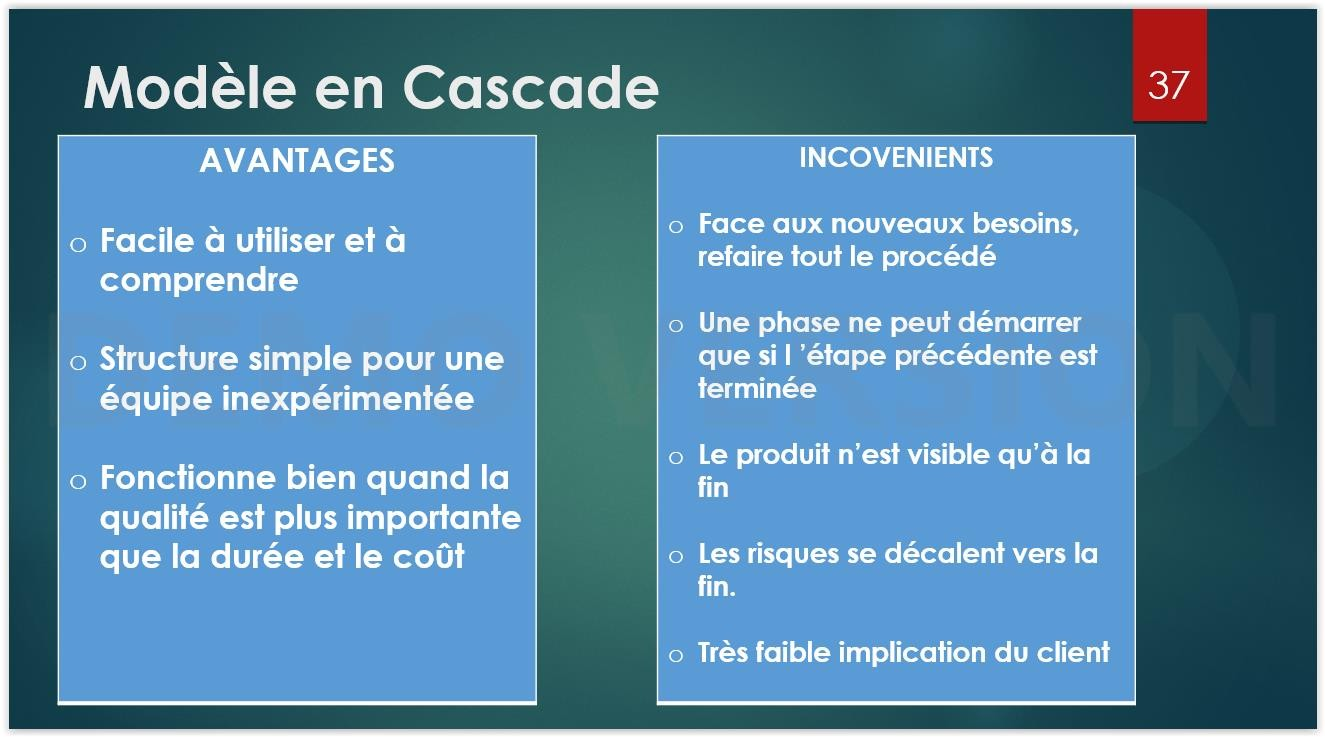 Modèle en Cascade
37
AVANTAGES
o Facile à utiliser et à
comprendre
o Structure simple pour une
équipe inexpérimentée
o Fonctionne bien quand la
qualité est plus importante
que la durée et le coût
INCOVENIENTS
o Face aux nouveaux besoins,
refaire tout le procédé
o Une phase ne peut démarrer
que si l ’étape précédente est
terminée
o Le produit n’est visible qu’à la
fin
o Les risques se décalent vers la
fin.
o Très faible implication du client
DEMO VERSION